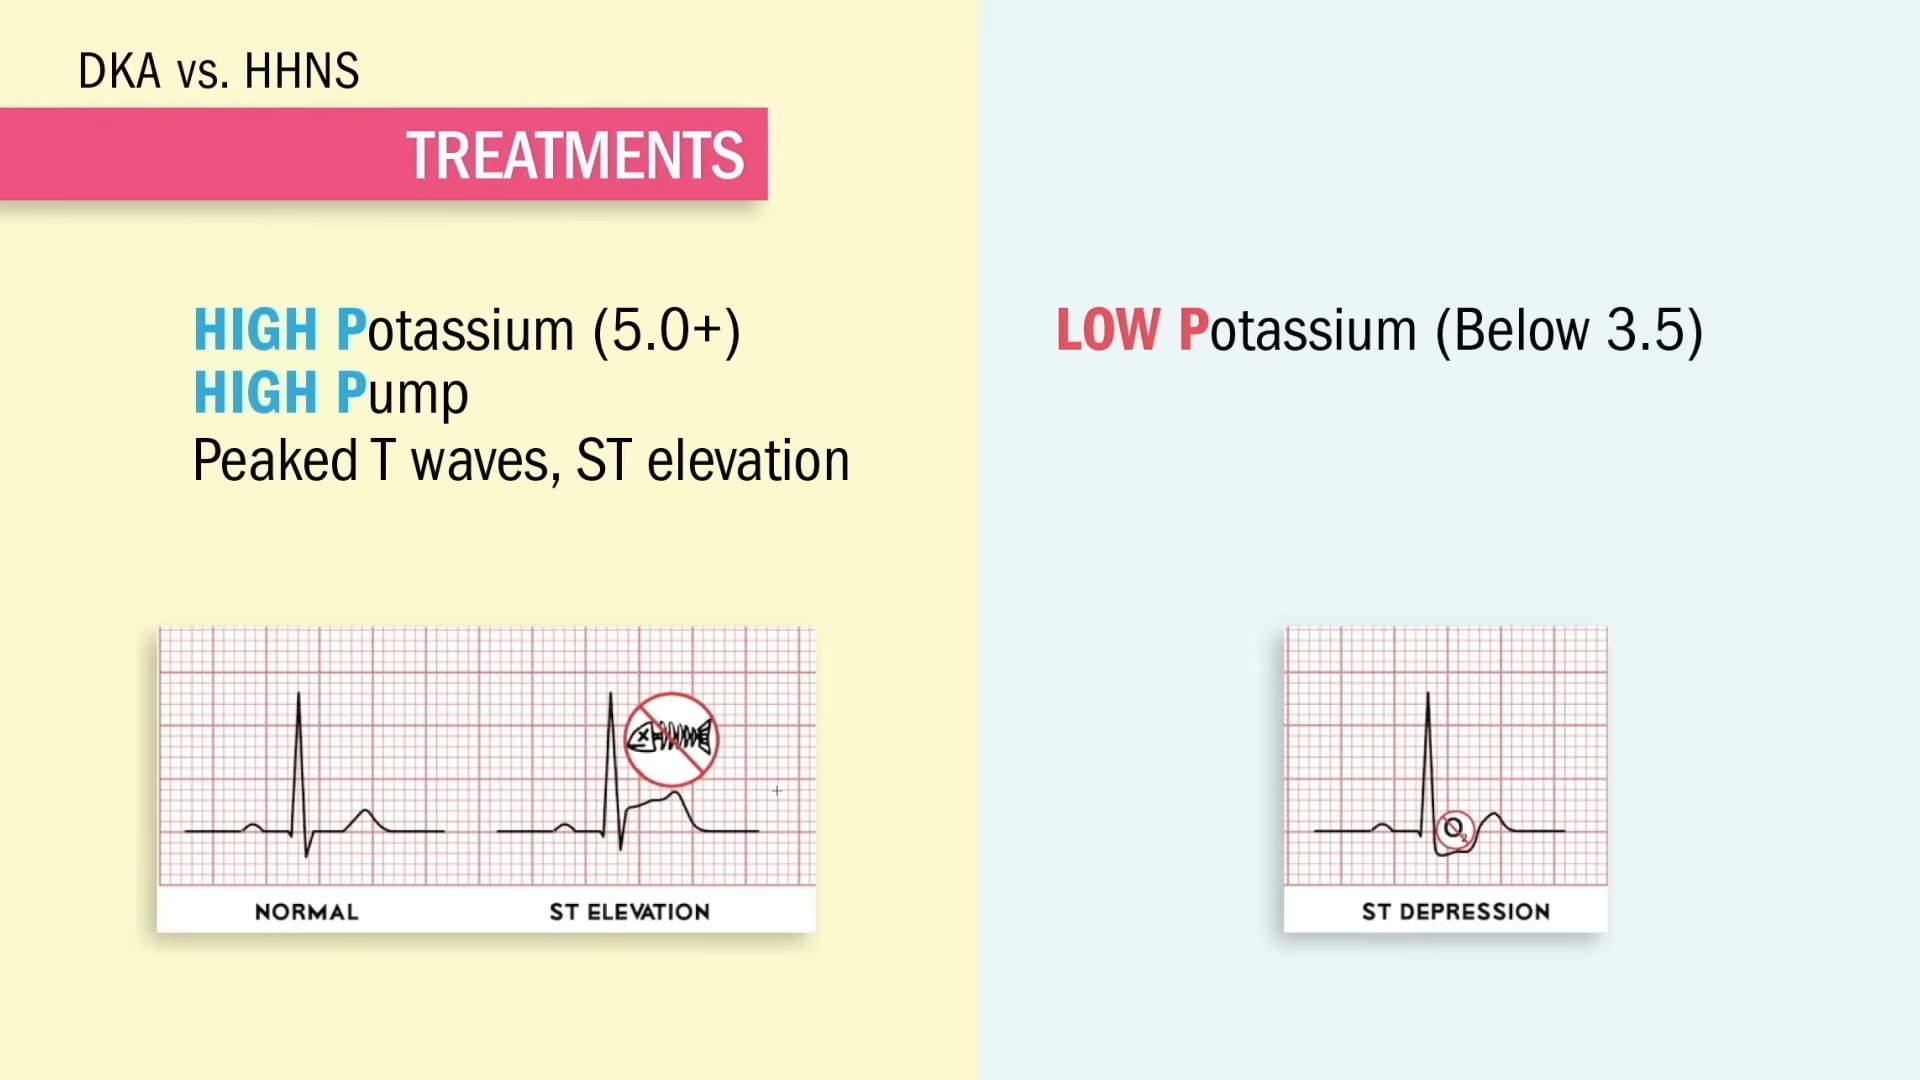 DKA vs. HHNS
TREATMENTS
HIGH Potassium (5.0+)
HIGH Pump
Peaked T waves, ST elevation
LOW Potassium (Below 3.5)
NORMAL
ST ELEVATION
O₂
ST DEPRESSION